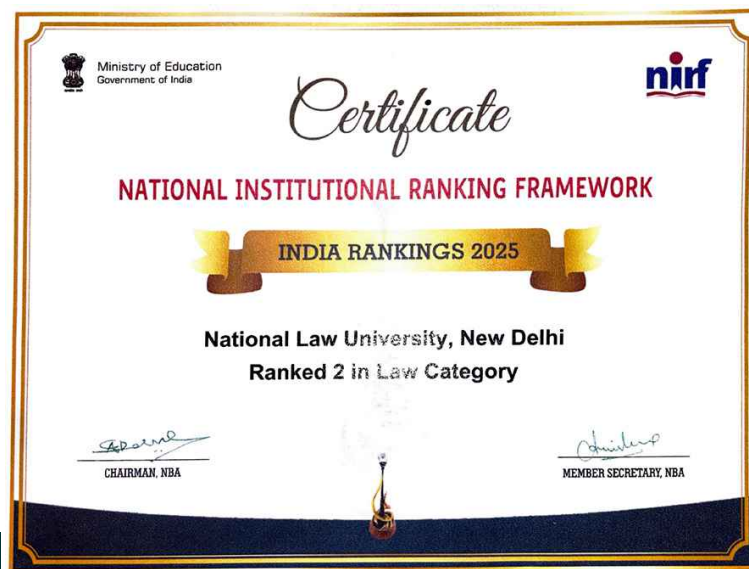 Ministry of Education
Government of India
nirf
Certificate
NATIONAL INSTITUTIONAL RANKING FRAMEWORK
INDIA RANKINGS 2025
National Law University, New Delhi
Ranked 2 in Law Category
CHAIRMAN, NBA
MEMBER SECRETARY, NBA